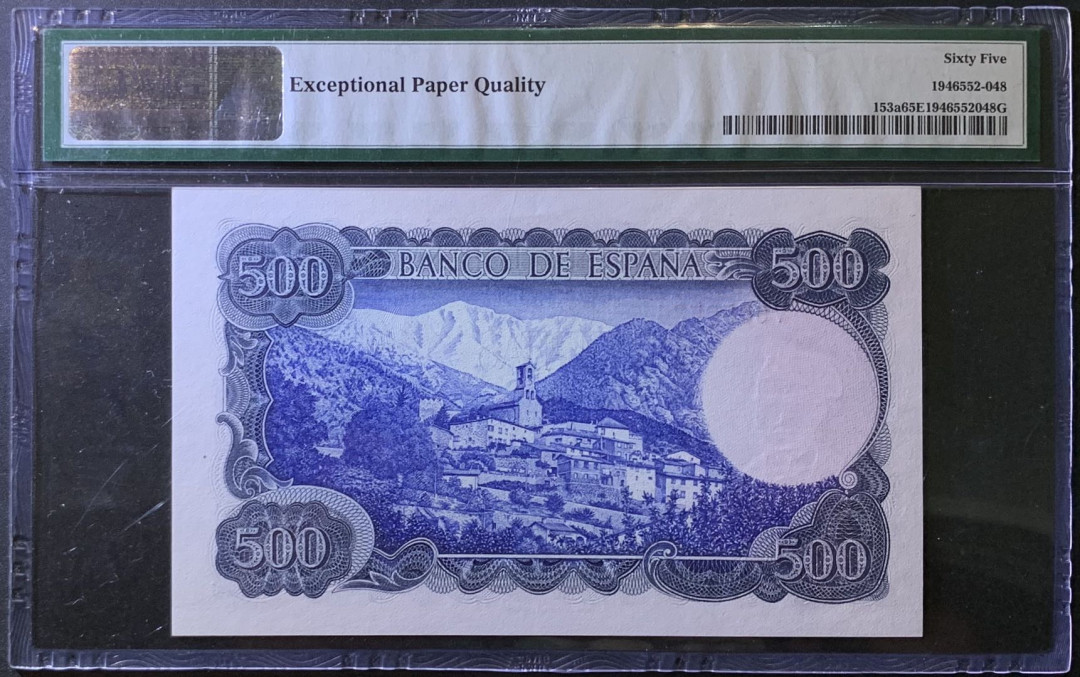 Exceptional Paper Quality
Sixty Five
1946552-048
153a65E1946552048G
500
BANCO DE ESPAÑA
500
500
500